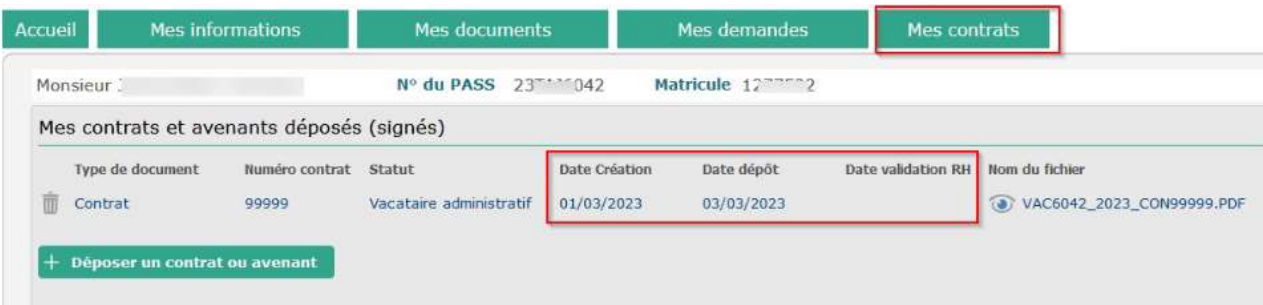 Accueil Mes informations Mes documents Mes demandes Mes contrats
Monsieur N° du PASS Matricule
Mes contrats et avenants déposés (signés)
Type de document Numéro contrat Statut Date Création Date dépôt Date validation RH Nom du fichier
Contrat 99999 Vacataire administratif 01/03/2023 03/03/2023 VAC6042_2023_CON99999.PDF
+ Déposer un contrat ou avenant